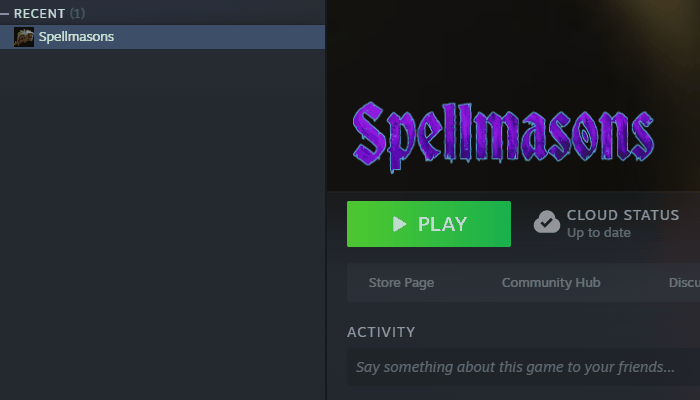 — RECENT (1)
Spellmasons
Spellmasons
PLAY
CLOUD STATUS
Up to date
Store Page
Community Hub
Discu
ACTIVITY
Say something about this game to your friends...